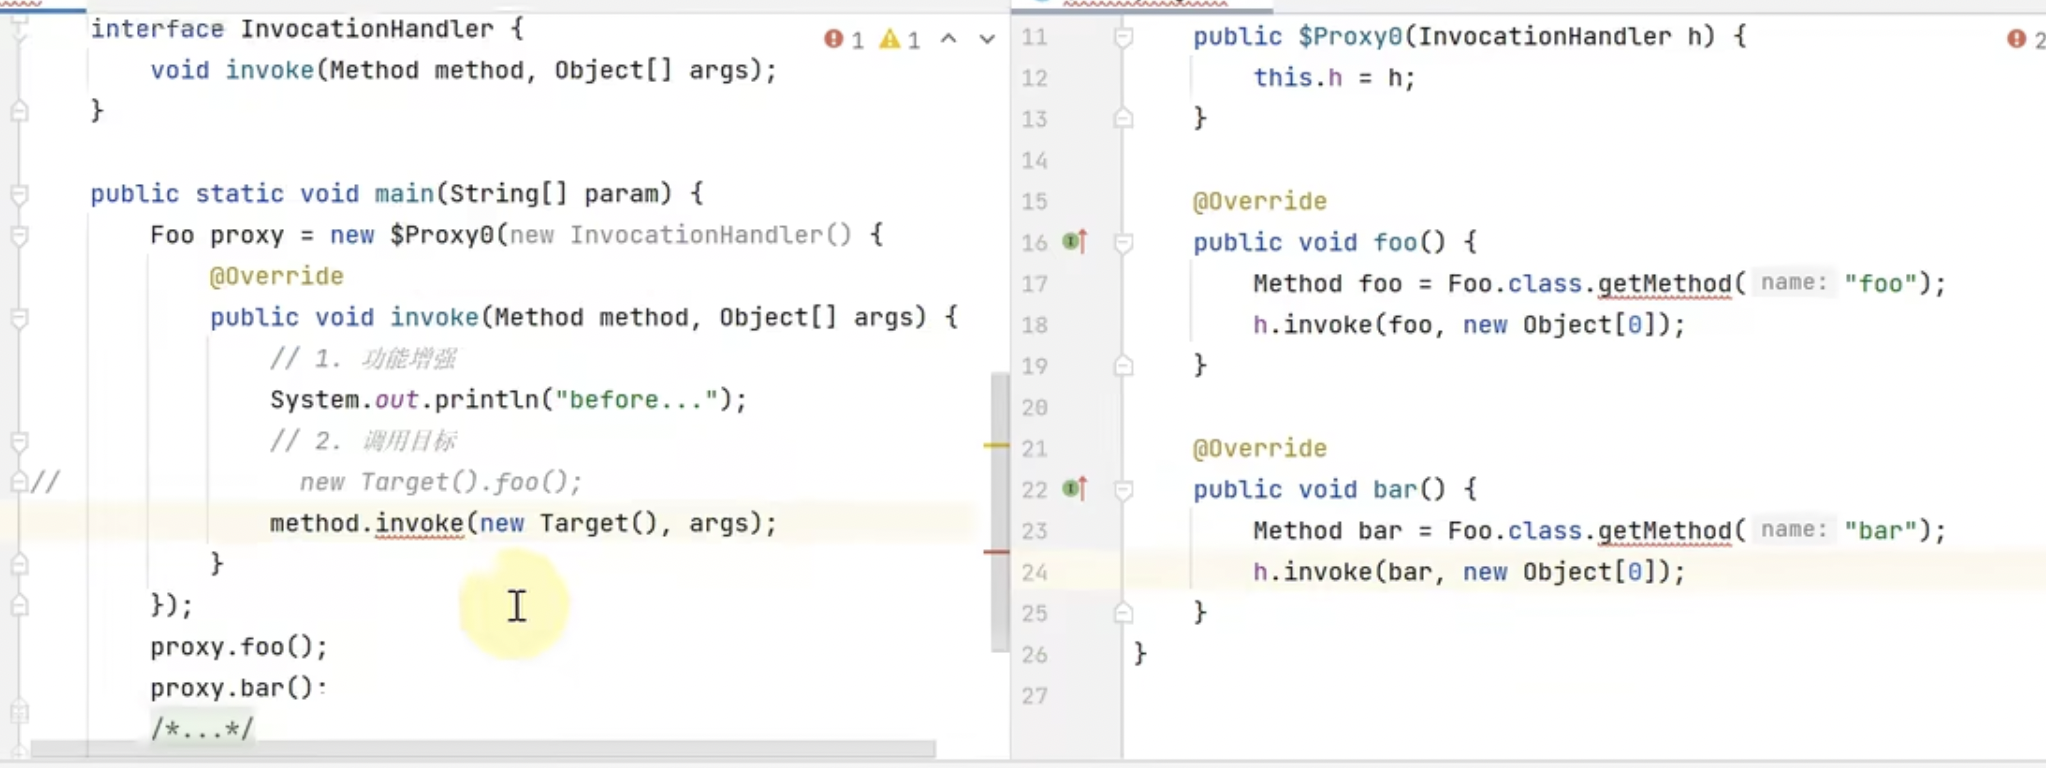 interface InvocationHandler {
1 1
void invoke(Method method, Object[] args);
}
public static void main(String[] param) {
Foo proxy = new $Proxy0(new InvocationHandler() {
@Override
public void invoke(Method method, Object[] args) {
// 1. 功能增强
System.out.println("before...");
// 2. 调用目标
// new Target().foo();
method.invoke(new Target(), args);
}
});
proxy.foo();
proxy.bar();
/*...*/
11 public $Proxy0(InvocationHandler h) {
2
12 this.h = h;
13 }
14
15 @Override
16 public void foo() {
17 Method foo = Foo.class.getMethod( name: "foo");
18 h.invoke(foo, new Object[0]);
19 }
20
21 @Override
22 public void bar() {
23 Method bar = Foo.class.getMethod( name: "bar");
24 h.invoke(bar, new Object[0]);
25 }
26 }
27